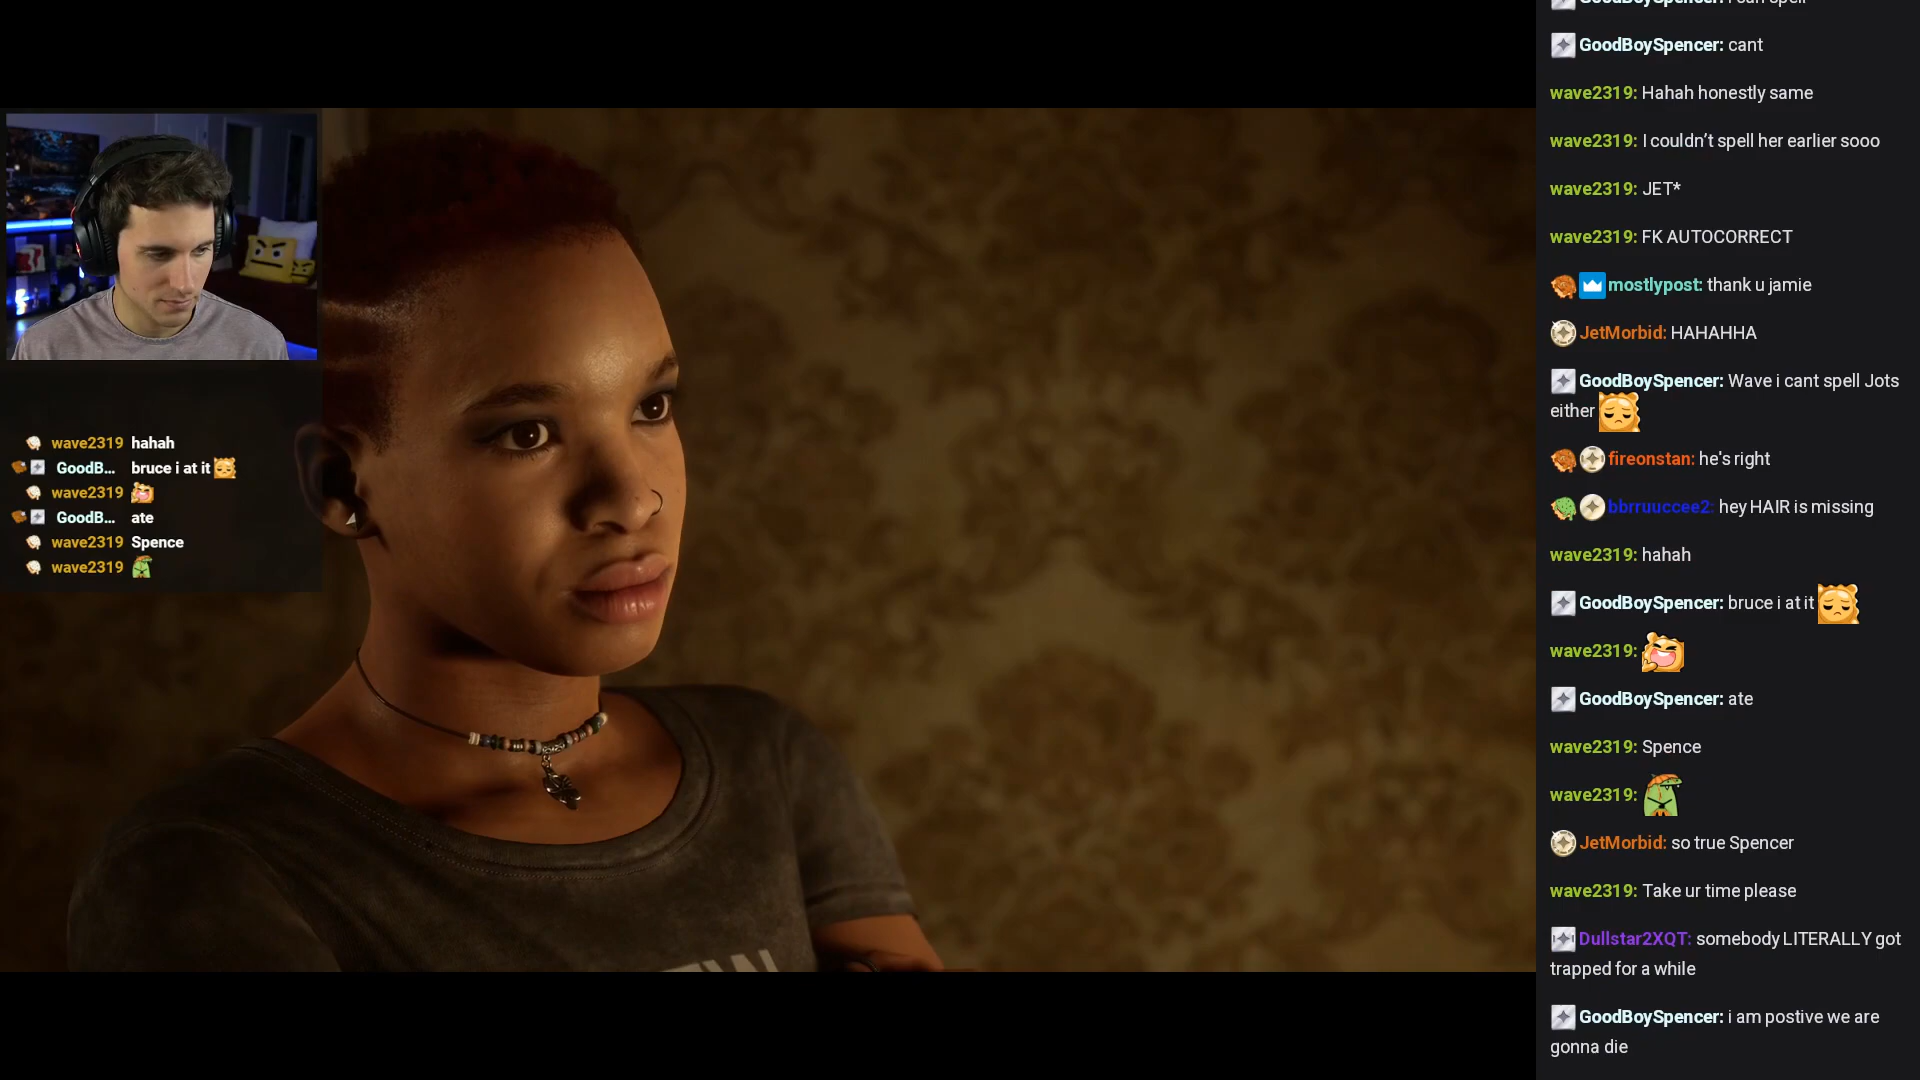 wave2319 hahah
GoodB... bruce i at it
wave2319
GoodB... ate
wave2319 Spence
wave2319
GoodBoySpencer: cant
wave2319: Hahah honestly same
wave2319: I couldn’t spell her earlier sooo
wave2319: JET*
wave2319: FK AUTOCORRECT
mostlypost: thank u jamie
JetMorbid: HAHAHHA
GoodBoySpencer: Wave i cant spell Jots
either
fireonstan: he's right
bbrruuccee2: hey HAIR is missing
wave2319: hahah
GoodBoySpencer: bruce i at it
wave2319:
GoodBoySpencer: ate
wave2319: Spence
wave2319:
JetMorbid: so true Spencer
wave2319: Take ur time please
Dullstar2XQT: somebody LITERALLY got
trapped for a while
GoodBoySpencer: i am postive we are
gonna die